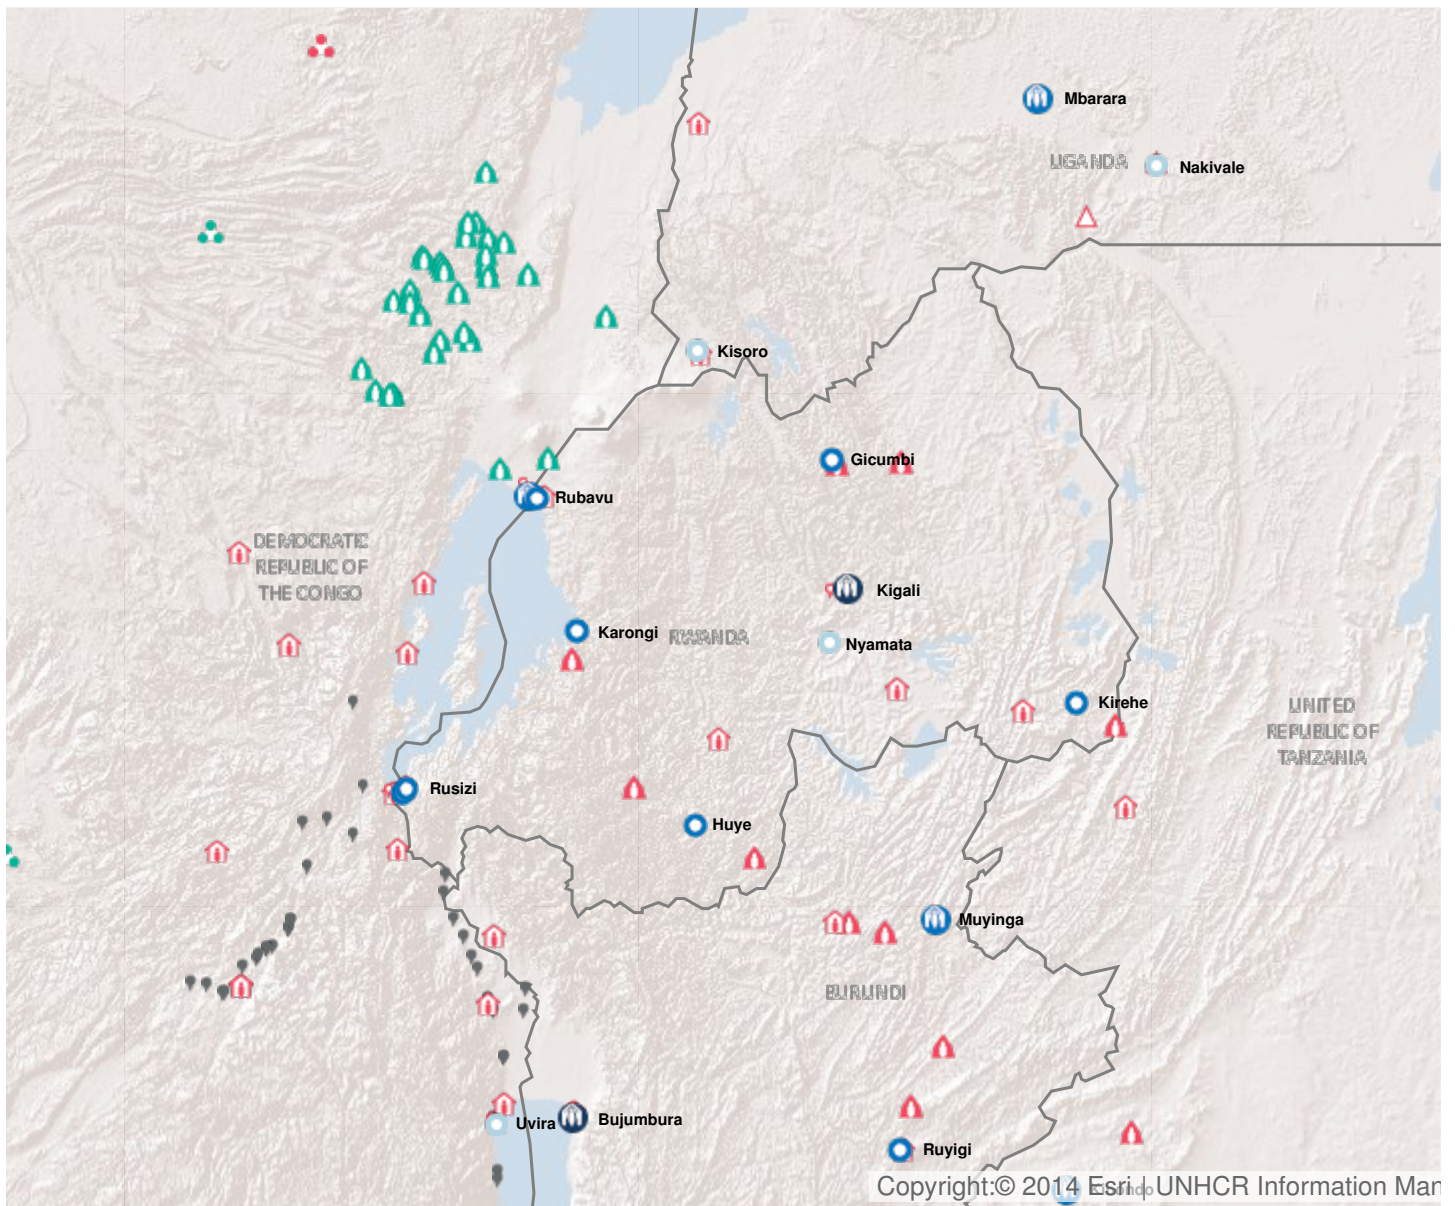 Mbarara
UGANDA
Nakivale
Kisoro
Gicumbi
Rubavu
DEMOCRATIC
REPUBLIC OF
THE CONGO
Kigali
Karongi
RWANDA
Nyamata
Kirehe
UNITED
REPUBLIC OF
TANZANIA
Rusizi
Huye
Muyinga
BURUNDI
Uvira
Bujumbura
Ruyigi
Copyright:© 2014 Esri | UNHCR Information Man